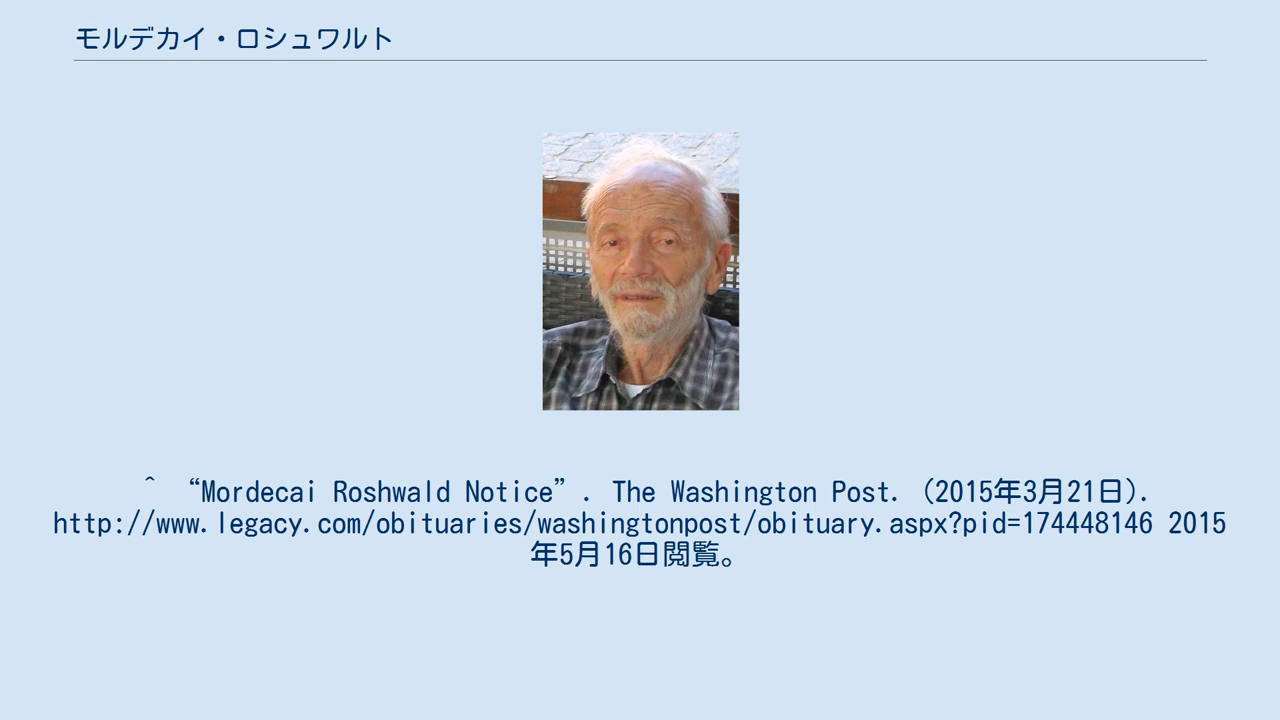 モルデカイ・ロシュワルト
^ “Mordecai Roshwald Notice”. The Washington Post. (2015年3月21日).
http://www.legacy.com/obituaries/washingtonpost/obituary.aspx?pid=174448146 2015
年5月16日閲覧。